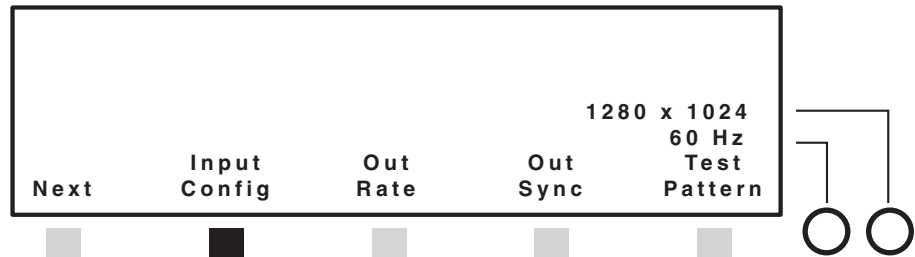 1280 x 1024
60 Hz
Input Out Out Test
Next Config Rate Sync Pattern